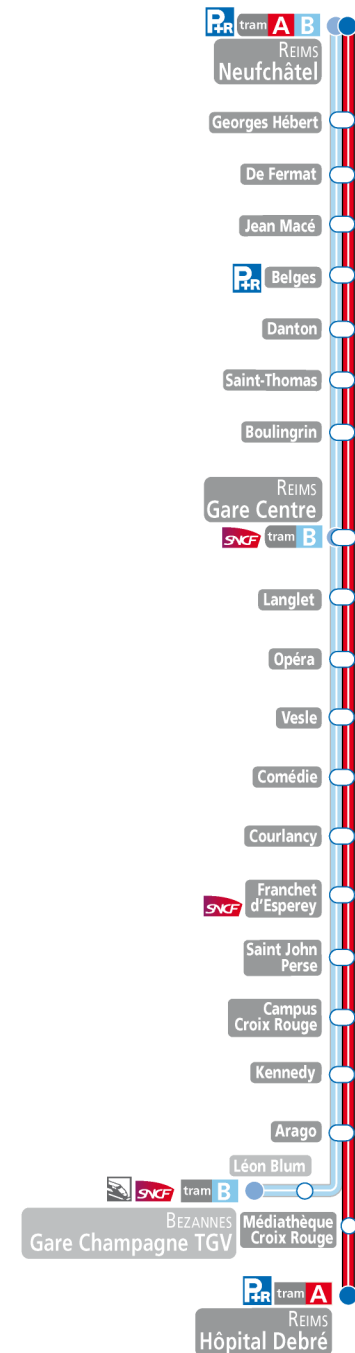 P+R tram A B
REIMS
Neufchâtel
Georges Hébert
De Fermat
Jean Macé
P+R Belges
Danton
Saint-Thomas
Boulingrin
REIMS
Gare Centre
SNCF tram B
Langlet
Opéra
Vesle
Comédie
Courlancy
Franchet
SNCF d'Esperey
Saint John
Perse
Campus
Croix Rouge
Kennedy
Arago
Léon Blum
SNCF tram B
BEZANNES
Gare Champagne TGV
Médiathèque
Croix Rouge
P+R tram A
REIMS
Hôpital Debré